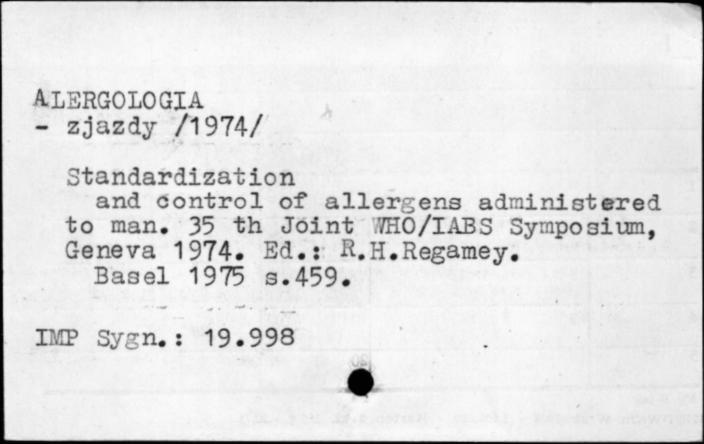 ALERGOLOGIA
- zjazdy /1974/
Standardization
and control of allergens administered
to man. 35 th Joint WHO/IABS Symposium,
Geneva 1974. Ed.: R.H.Regamey.
Basel 1975 s.459.
IMP Sygn.: 19.998